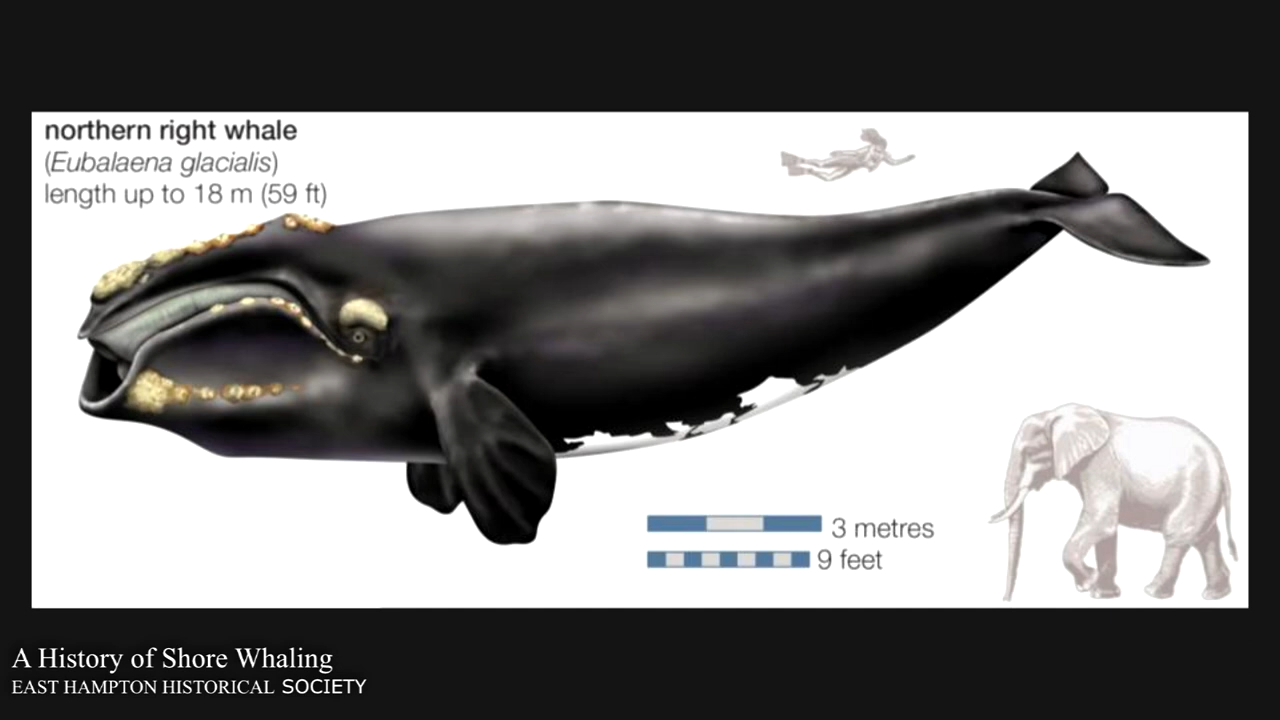 northern right whale
(Eubalaena glacialis)
length up to 18 m (59 ft)
3 metres
9 feet
A History of Shore Whaling
EAST HAMPTON HISTORICAL SOCIETY